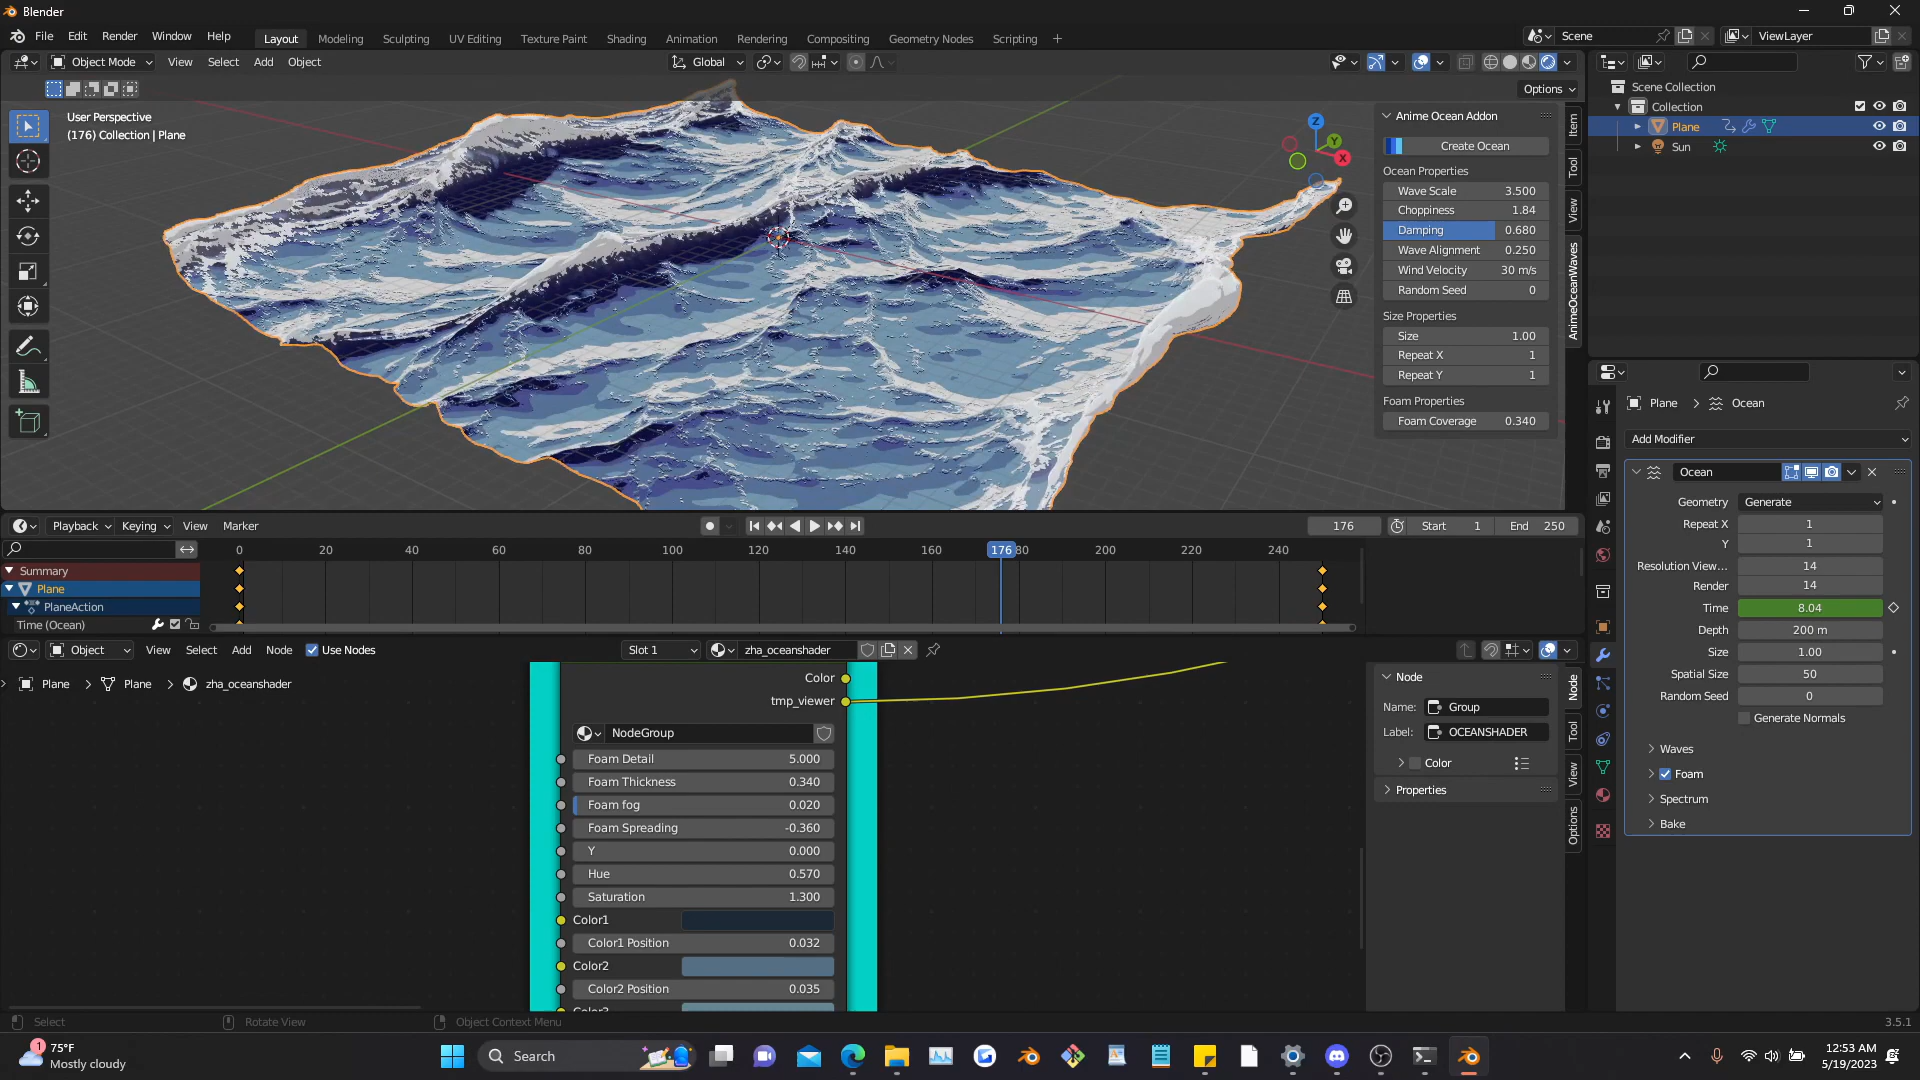 Blender
File Edit Render Window Help
Layout Modeling Sculpting UV Editing Texture Paint Shading Animation Rendering Compositing Geometry Nodes Scripting +
Scene
ViewLayer
Object Mode View Select Add Object
Global
Options
User Perspective
(176) Collection | Plane
Z
Y
X
Anime Ocean Addon
Create Ocean
Ocean Properties
Wave Scale 3.500
Choppiness 1.84
Damping 0.680
Wave Alignment 0.250
Wind Velocity 30 m/s
Random Seed 0
Size Properties
Size 1.00
Repeat X 1
Repeat Y 1
Foam Properties
Foam Coverage 0.340
Item
Tool
View
AnimeOceanWaves
Scene Collection
Collection
Plane
Sun
Plane > Ocean
Add Modifier
Ocean
Geometry Generate
Repeat X 1
Y 1
Resolution View... 14
Render 14
Time 8.04
Depth 200 m
Size 1.00
Spatial Size 50
Random Seed 0
Generate Normals
Waves
Foam
Spectrum
Bake
Playback Keying View Marker
176
Start 1
End 250
0 20 40 60 80 100 120 140 160 176 80 200 220 240
Summary
Plane
PlaneAction
Time (Ocean)
Object View Select Add Node Use Nodes
Slot 1
zha_oceanshader
Plane > Plane > zha_oceanshader
Color
tmp_viewer
NodeGroup
Foam Detail 5.000
Foam Thickness 0.340
Foam fog 0.020
Foam Spreading -0.360
Y 0.000
Hue 0.570
Saturation 1.300
Color1
Color1 Position 0.032
Color2
Color2 Position 0.035
Node
Name: Group
Label: OCEANSHADER
Color
Properties
Node
Tool
View
Options
Select
Rotate View
Object Context Menu
3.5.1
1
75°F
Mostly cloudy
Search
12:53 AM
5/19/2023